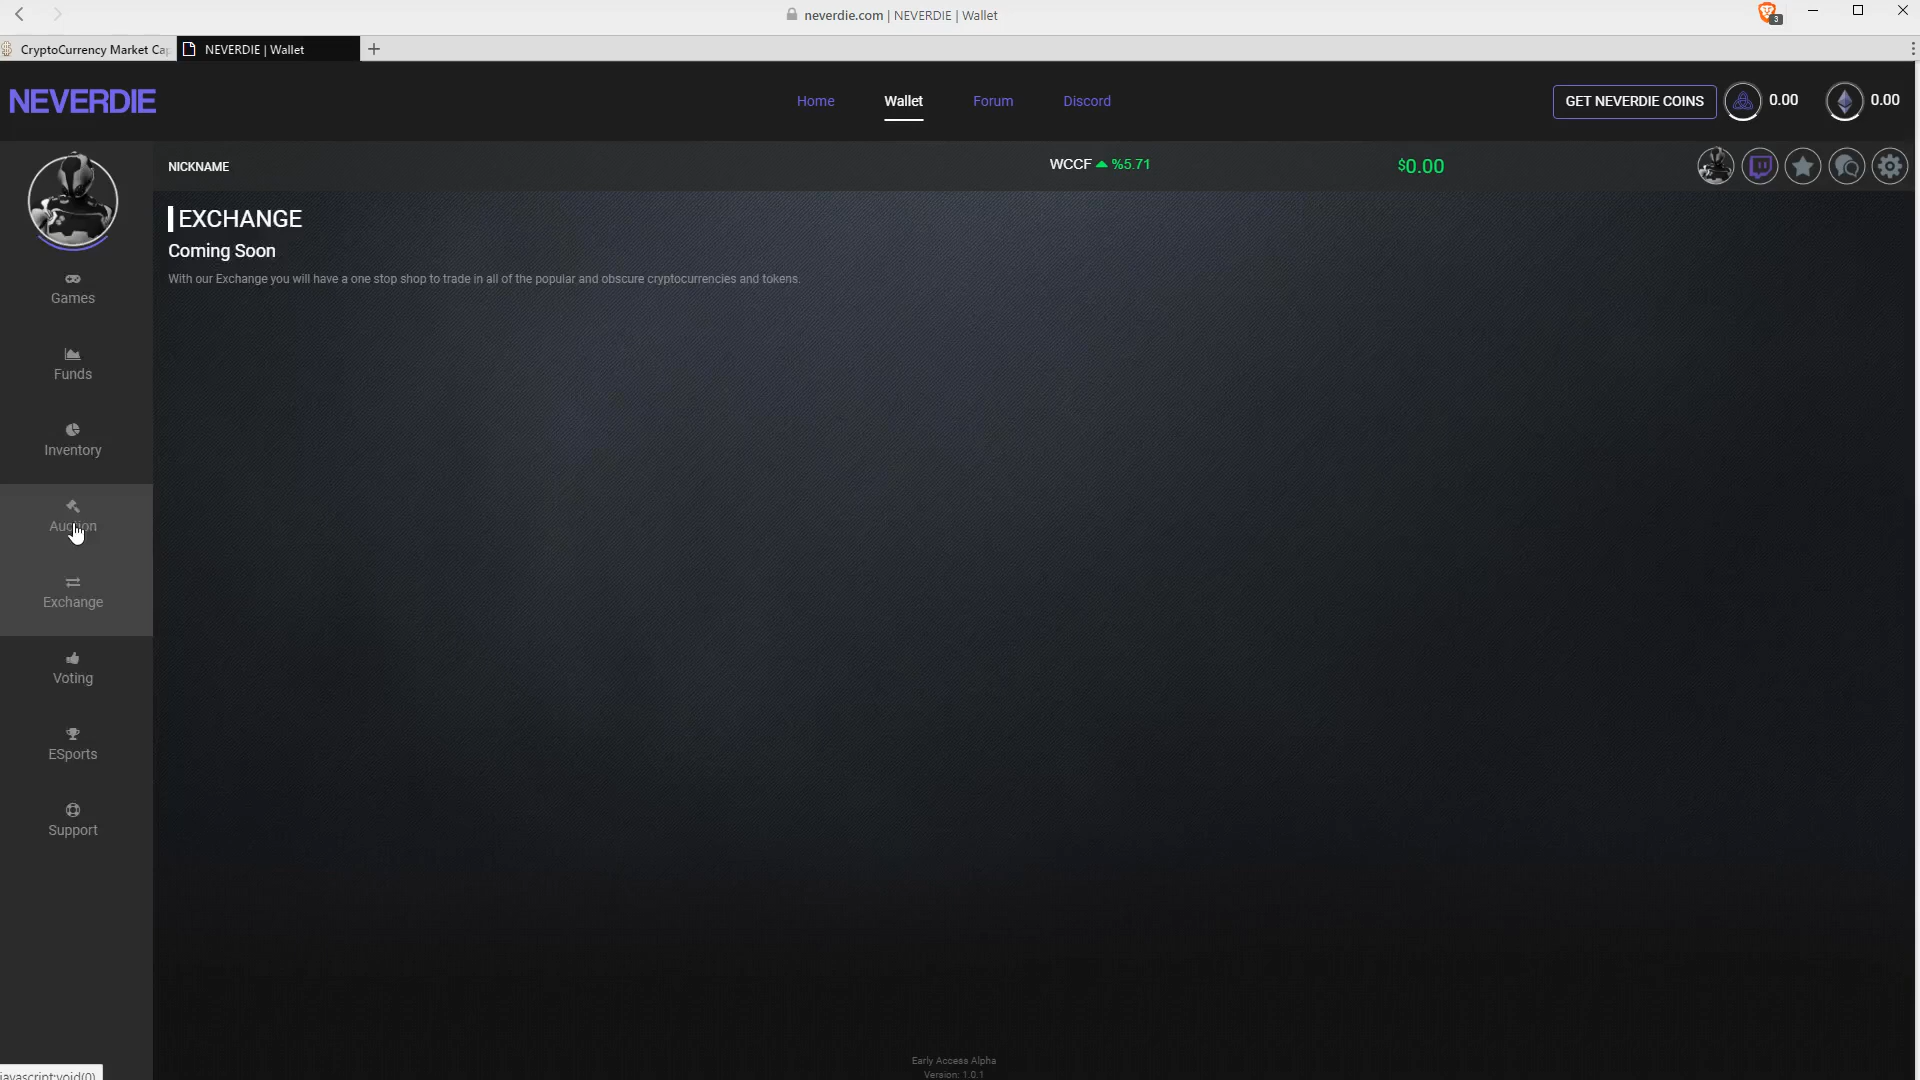 neverdie.com | NEVERDIE | Wallet
3
CryptoCurrency Market Cap
NEVERDIE | Wallet
NEVERDIE
Home
Wallet
Forum
Discord
GET NEVERDIE COINS
0.00
0.00
NICKNAME
WCCF %5.71
$0.00
EXCHANGE
Coming Soon
With our Exchange you will have a one stop shop to trade in all of the popular and obscure cryptocurrencies and tokens.
Games
Funds
Inventory
Auction
Exchange
Voting
ESports
Support
Early Access Alpha
Version: 1.0.1
javascript:void(0)